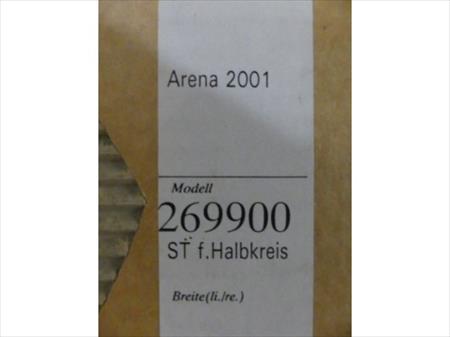 Arena 2001
Modell
269900
ST f.Halbkreis
Breite(li./re.)